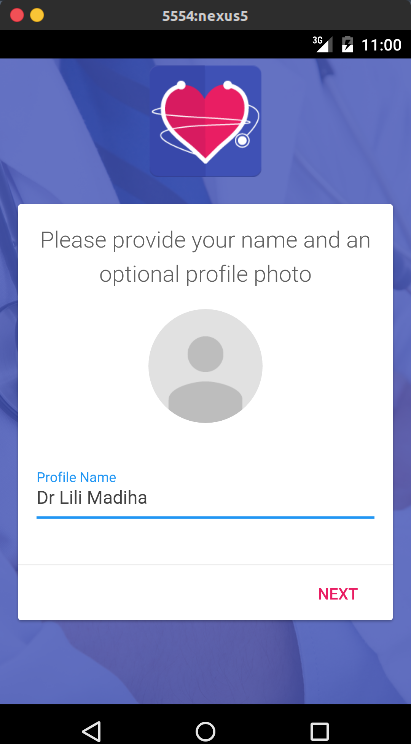 5554:nexus5
3G 11:00
Please provide your name and an
optional profile photo
Profile Name
Dr Lili Madiha
NEXT